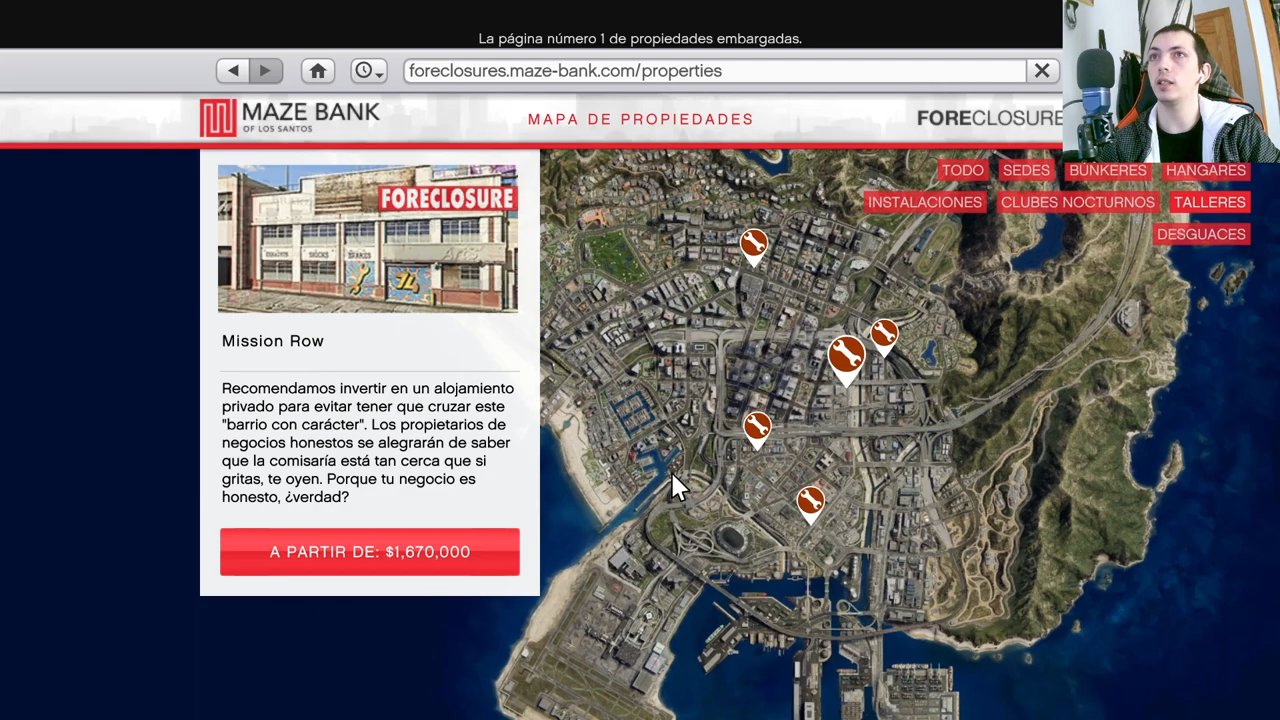 La página número 1 de propiedades embargadas.
foreclosures.maze-bank.com/properties
MAZE BANK
OF LOS SANTOS
MAPA DE PROPIEDADES
FORECLOSURE
TODO
SEDES
BÚNKERES
HANGARES
INSTALACIONES
CLUBES NOCTURNOS
TALLERES
DESGUACES
FORECLOSURE
Mission Row
Recomendamos invertir en un alojamiento
privado para evitar tener que cruzar este
"barrio con carácter". Los propietarios de
negocios honestos se alegrarán de saber
que la comisaría está tan cerca que si
gritas, te oyen. Porque tu negocio es
honesto, ¿verdad?
A PARTIR DE: $1,670,000